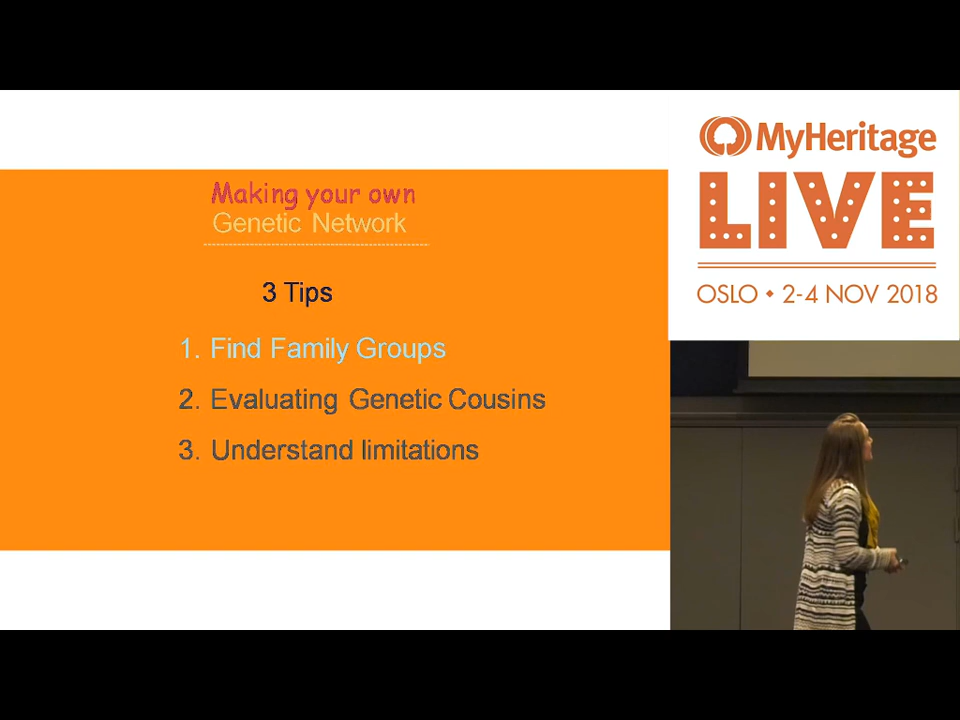 Making your own
Genetic Network
3 Tips
1. Find Family Groups
2. Evaluating Genetic Cousins
3. Understand limitations
MyHeritage
LIVE
OSLO • 2-4 NOV 2018